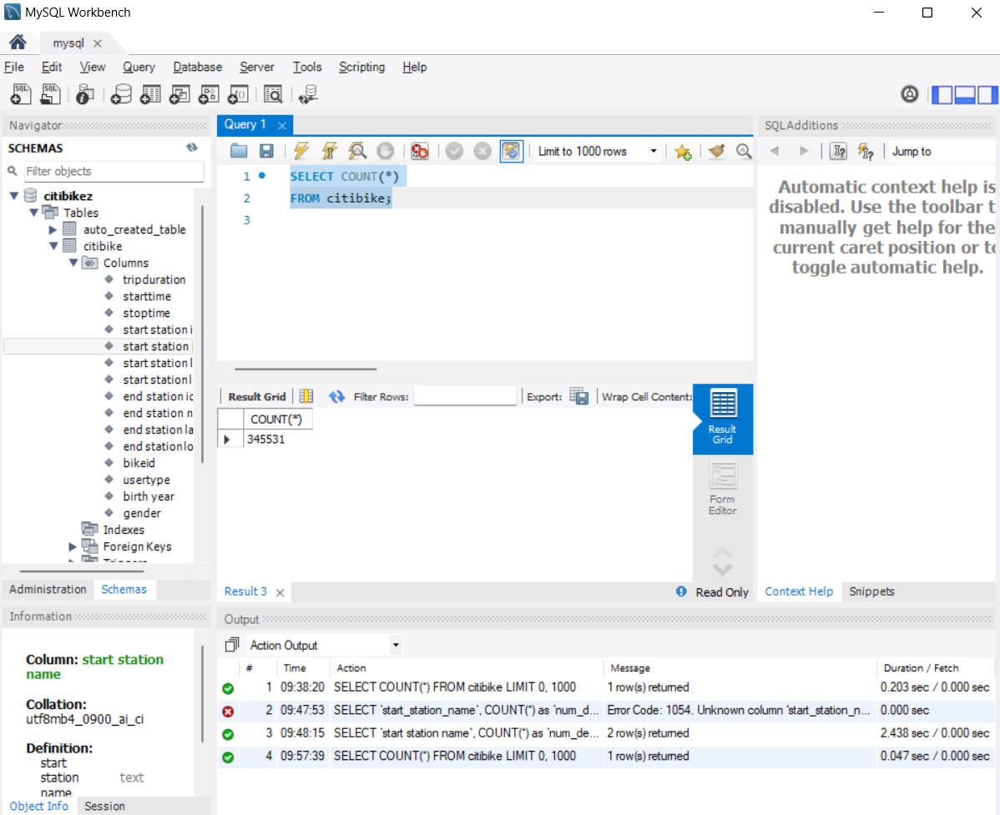 MySQL Workbench
mysql
File Edit View Query Database Server Tools Scripting Help
Navigator
SCHEMAS
Filter objects
citibikez
Tables
auto_created_table
citibike
Columns
tripduration
starttime
stoptime
start station i
start station
start station l
start station l
end station id
end station n
end station la
end station lo
bikeid
usertype
birth year
gender
Indexes
Foreign Keys
Triggers
Administration Schemas
Information
Column: start station
name
Collation:
utf8mb4_0900_ai_ci
Definition:
start
station text
name
Object Info Session
Query 1
Limit to 1000 rows
1 SELECT COUNT(*)
2 FROM citibike;
3
Result Grid Filter Rows: Export: Wrap Cell Content:
COUNT(*)
345531
Result
Grid
Form
Editor
Result 3 Read Only
SQLAdditions
Jump to
Automatic context help is
disabled. Use the toolbar t
manually get help for the
current caret position or to
toggle automatic help.
Context Help Snippets
Output
Action Output
# Time Action Message Duration / Fetch
1 09:38:20 SELECT COUNT(*) FROM citibike LIMIT 0, 1000 1 row(s) returned 0.203 sec / 0.000 sec
2 09:47:53 SELECT `start_station_name`, COUNT(*) as `num_d... Error Code: 1054. Unknown column 'start_station_n... 0.000 sec
3 09:48:15 SELECT `start station name`, COUNT(*) as `num_de... 2 row(s) returned 2.438 sec / 0.000 sec
4 09:57:39 SELECT COUNT(*) FROM citibike LIMIT 0, 1000 1 row(s) returned 0.047 sec / 0.000 sec